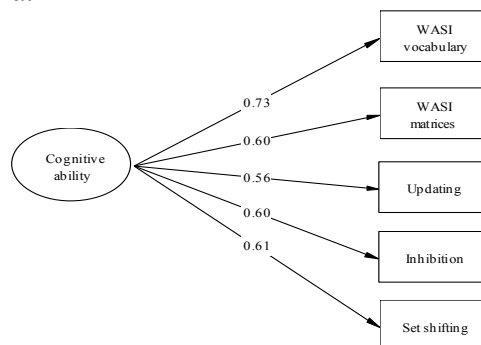 WASI
vocabulary
0.73
WASI
matrices
0.60
Cognitive
ability
0.56
Updating
0.60
Inhibition
0.61
Set shifting